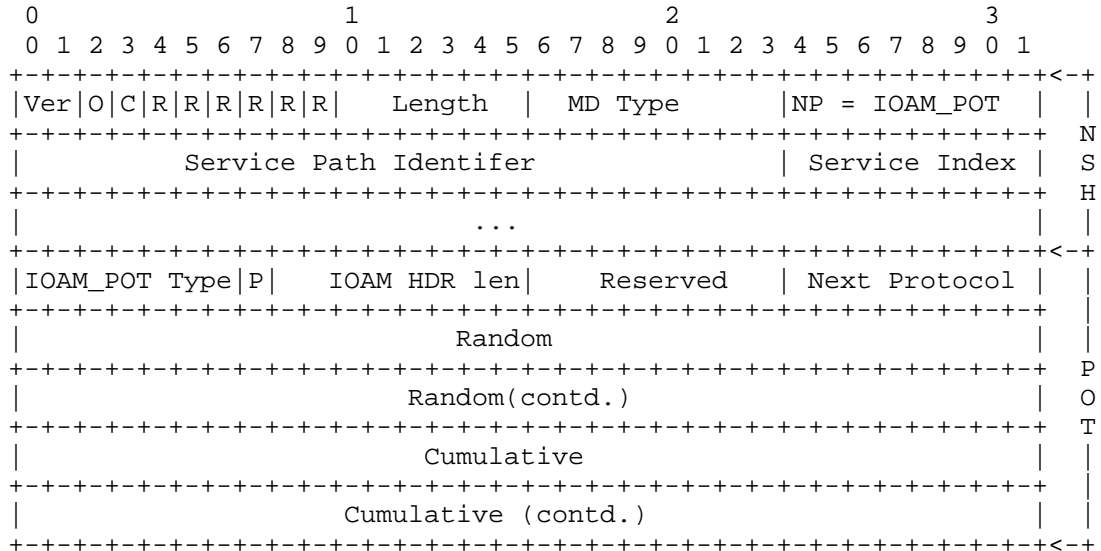 0                   1                   2                   3
 0 1 2 3 4 5 6 7 8 9 0 1 2 3 4 5 6 7 8 9 0 1 2 3 4 5 6 7 8 9 0 1
+-+-+-+-+-+-+-+-+-+-+-+-+-+-+-+-+-+-+-+-+-+-+-+-+-+-+-+-+-+-+-+-+<-+
|Ver|O|C|R|R|R|R|R|R|   Length  |  MD Type      |NP = IOAM_POT  |  |
+-+-+-+-+-+-+-+-+-+-+-+-+-+-+-+-+-+-+-+-+-+-+-+-+-+-+-+-+-+-+-+-+  N
|          Service Path Identifer               | Service Index |  S
+-+-+-+-+-+-+-+-+-+-+-+-+-+-+-+-+-+-+-+-+-+-+-+-+-+-+-+-+-+-+-+-+  H
|                            ...                                |  |
+-+-+-+-+-+-+-+-+-+-+-+-+-+-+-+-+-+-+-+-+-+-+-+-+-+-+-+-+-+-+-+-+<-+
|IOAM_POT Type|P|   IOAM HDR len|    Reserved   | Next Protocol |  |
+-+-+-+-+-+-+-+-+-+-+-+-+-+-+-+-+-+-+-+-+-+-+-+-+-+-+-+-+-+-+-+-+  |
|                           Random                              |  |
+-+-+-+-+-+-+-+-+-+-+-+-+-+-+-+-+-+-+-+-+-+-+-+-+-+-+-+-+-+-+-+-+  P
|                        Random(contd.)                         |  O
+-+-+-+-+-+-+-+-+-+-+-+-+-+-+-+-+-+-+-+-+-+-+-+-+-+-+-+-+-+-+-+-+  T
|                         Cumulative                            |  |
+-+-+-+-+-+-+-+-+-+-+-+-+-+-+-+-+-+-+-+-+-+-+-+-+-+-+-+-+-+-+-+-+  |
|                    Cumulative (contd.)                        |  |
+-+-+-+-+-+-+-+-+-+-+-+-+-+-+-+-+-+-+-+-+-+-+-+-+-+-+-+-+-+-+-+-+<-+